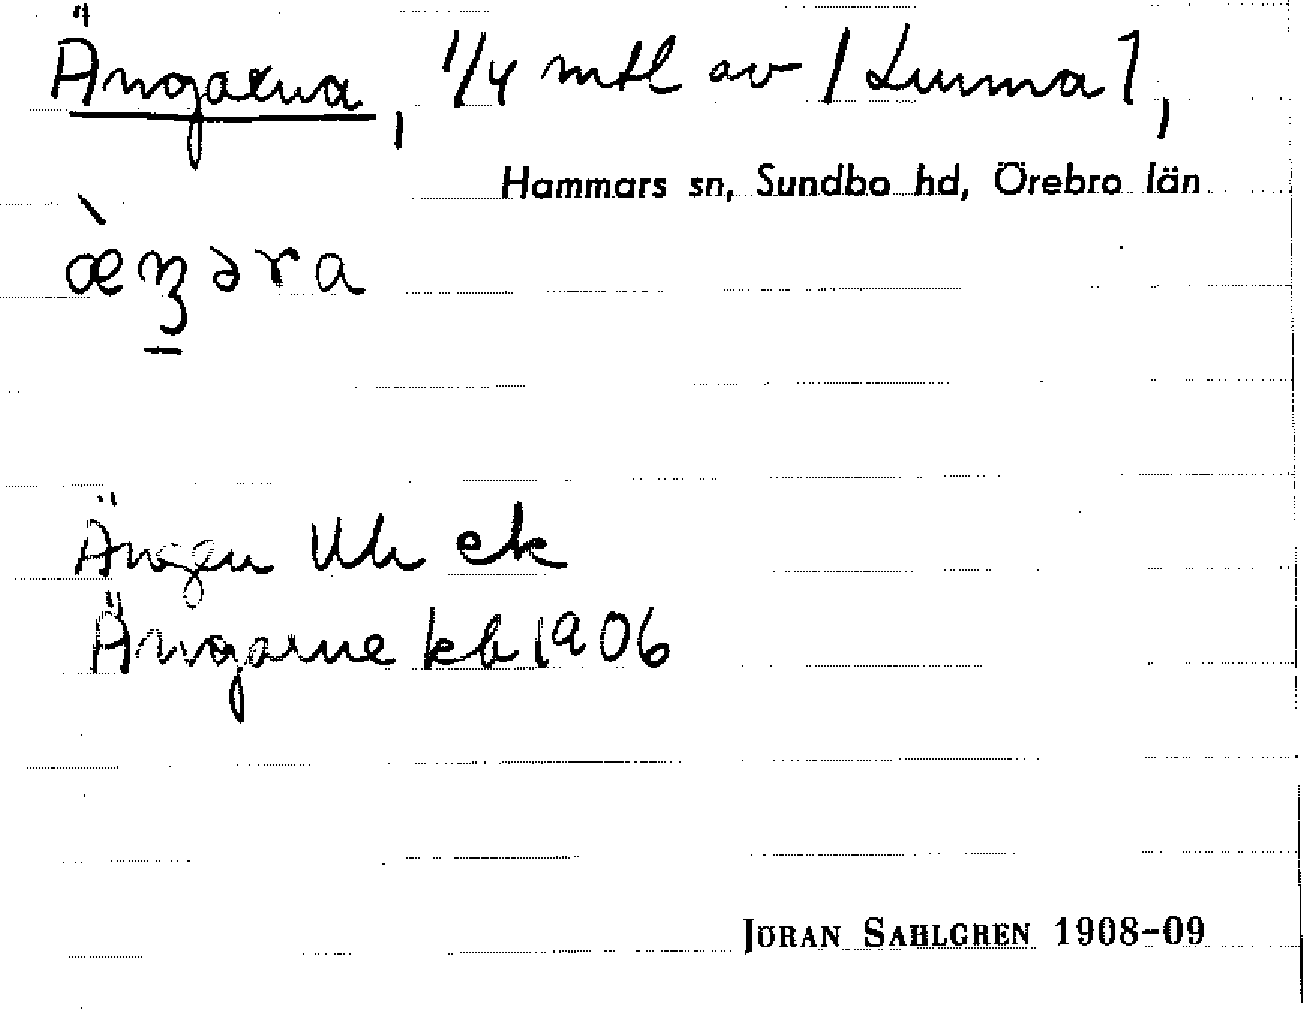 Ängarna, 1/4 mtl av / Lunna 1,
Hammars sn, Sundbo hd, Örebro län
æ̀ŋəra
Ängen Uh ek
Ängarne kb 1906
JÖRAN SAHLGREN 1908-09